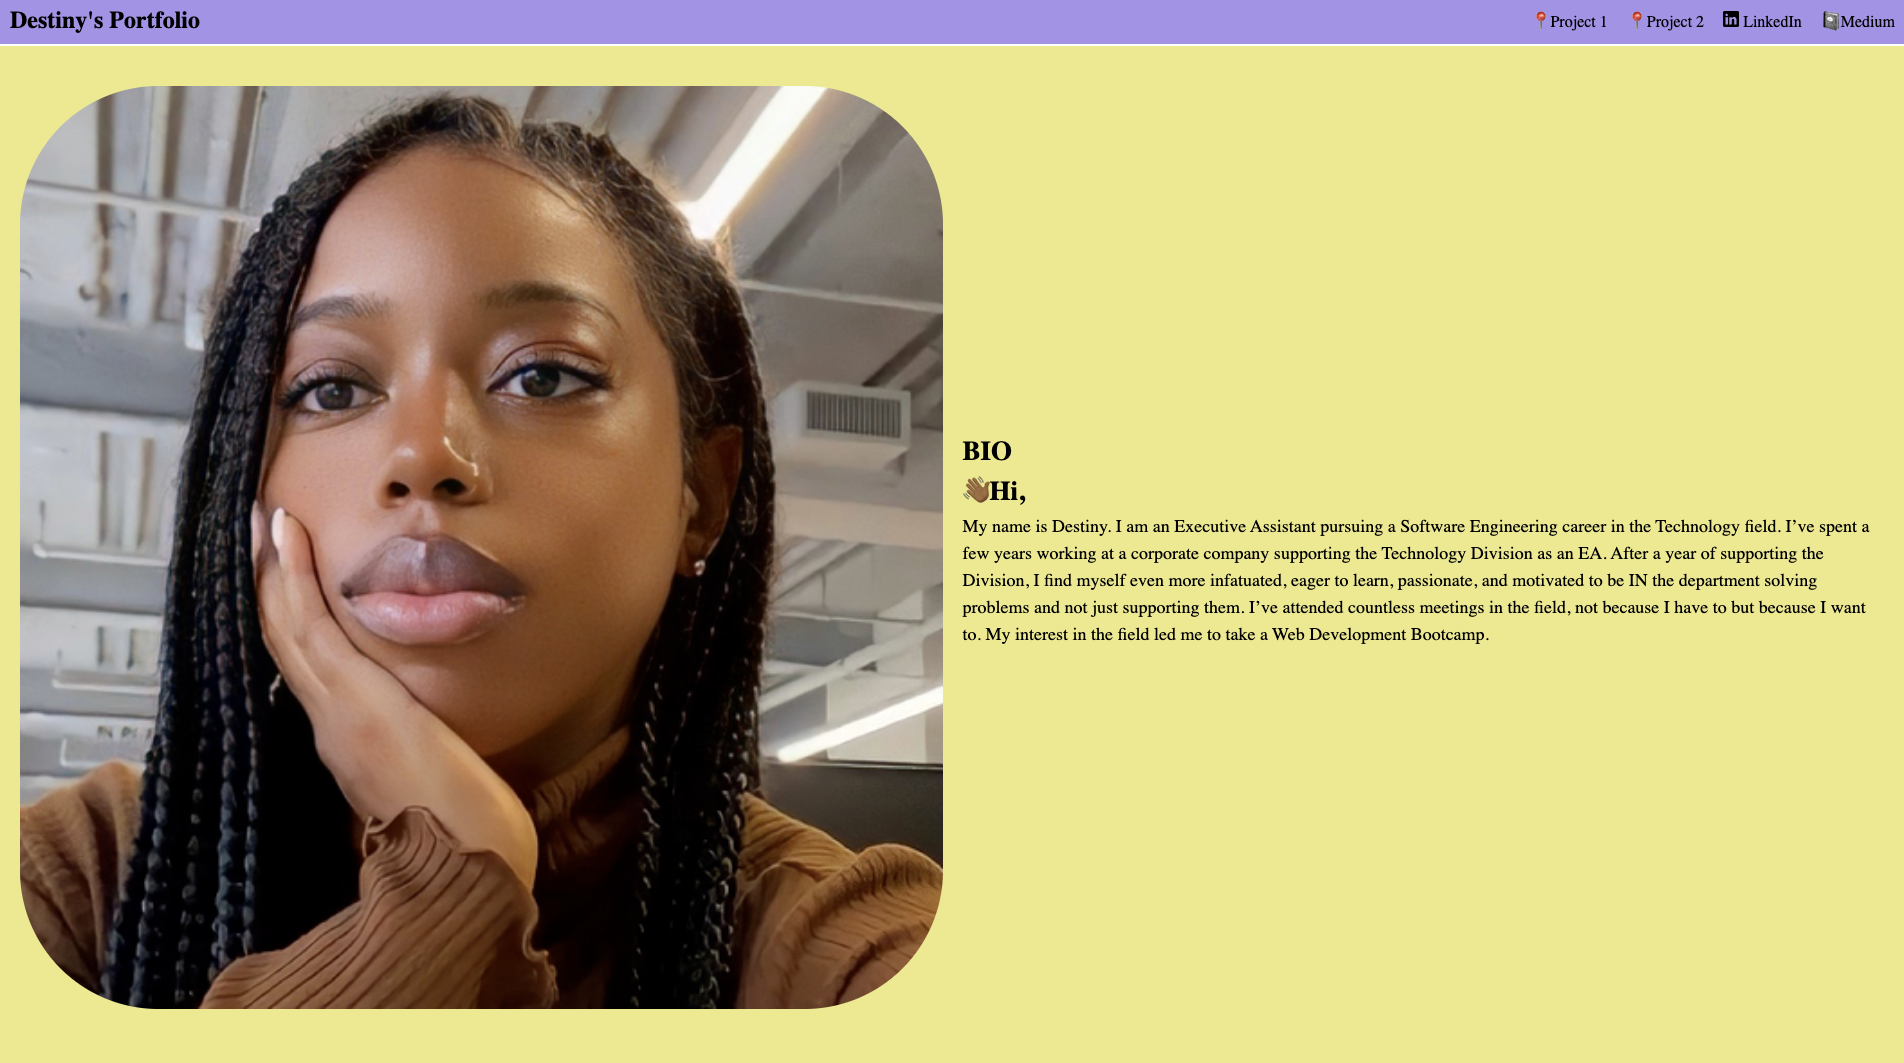 Destiny's Portfolio
📍Project 1 📍Project 2 LinkedIn 📓Medium
BIO
👋🏾Hi,
My name is Destiny. I am an Executive Assistant pursuing a Software Engineering career in the Technology field. I’ve spent a
few years working at a corporate company supporting the Technology Division as an EA. After a year of supporting the
Division, I find myself even more infatuated, eager to learn, passionate, and motivated to be IN the department solving
problems and not just supporting them. I’ve attended countless meetings in the field, not because I have to but because I want
to. My interest in the field led me to take a Web Development Bootcamp.